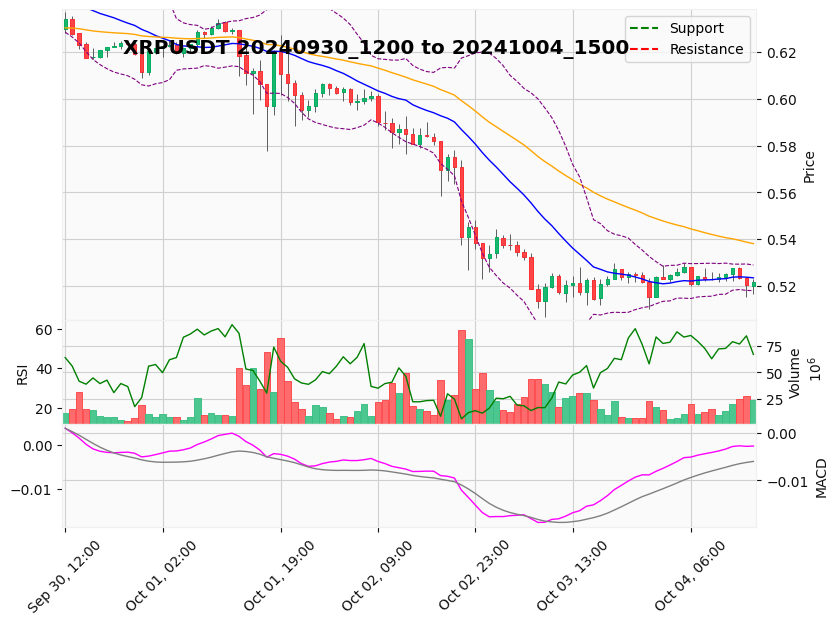 XRPUSDT 20240930_1200 to 20241004_1500
Support
Resistance
0.62
0.60
0.58
0.56
0.54
0.52
Price
60
40
20
RSI
75
50
25
Volume
10^6
0.00
−0.01
0.00
−0.01
MACD
Sep 30, 12:00
Oct 01, 02:00
Oct 01, 19:00
Oct 02, 09:00
Oct 02, 23:00
Oct 03, 13:00
Oct 04, 06:00